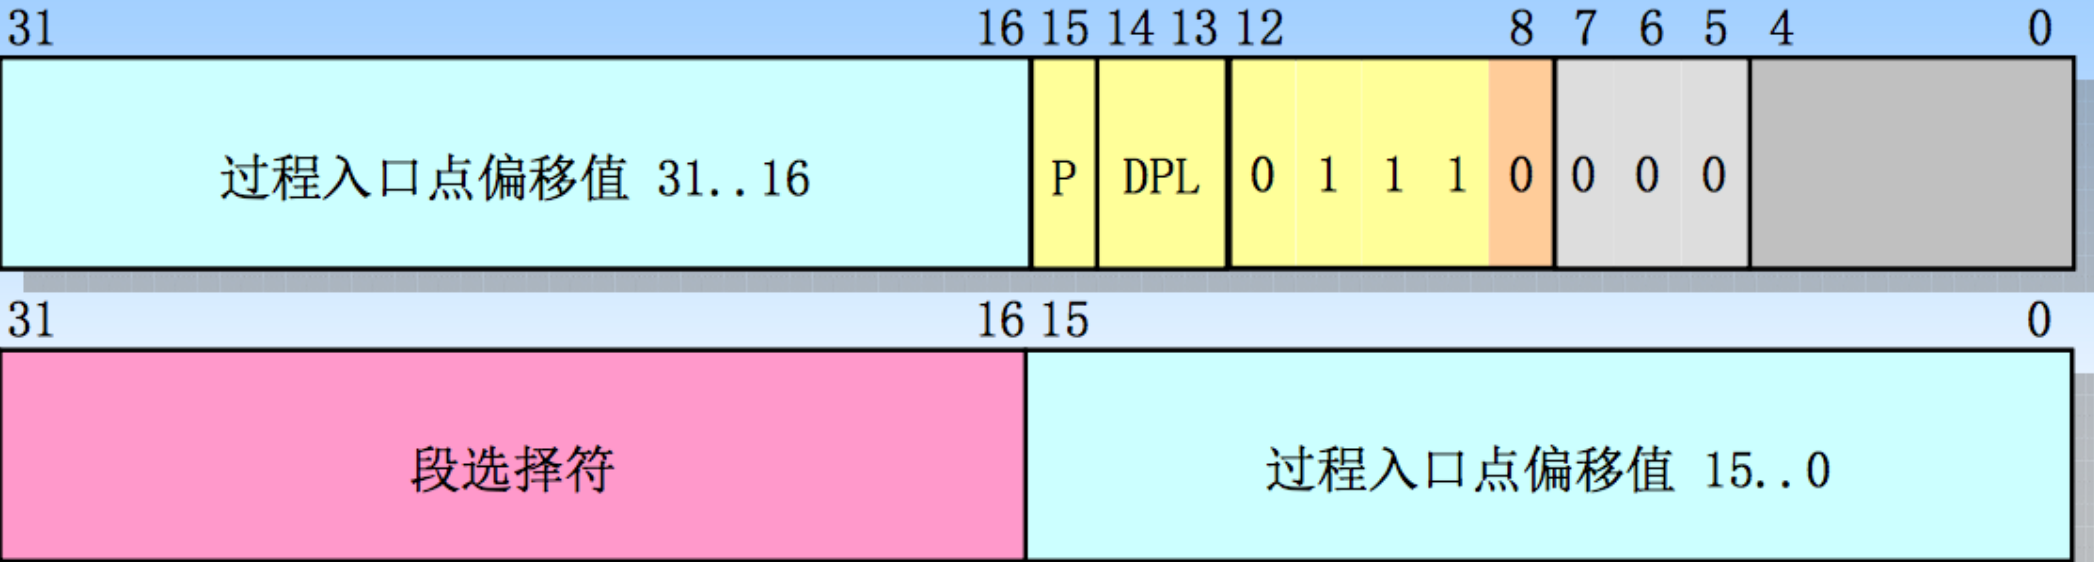 31 16 15 14 13 12 8 7 6 5 4 0
过程入口点偏移值 31..16 P DPL 0 1 1 1 0 0 0 0
31 16 15 0
段选择符 过程入口点偏移值 15..0